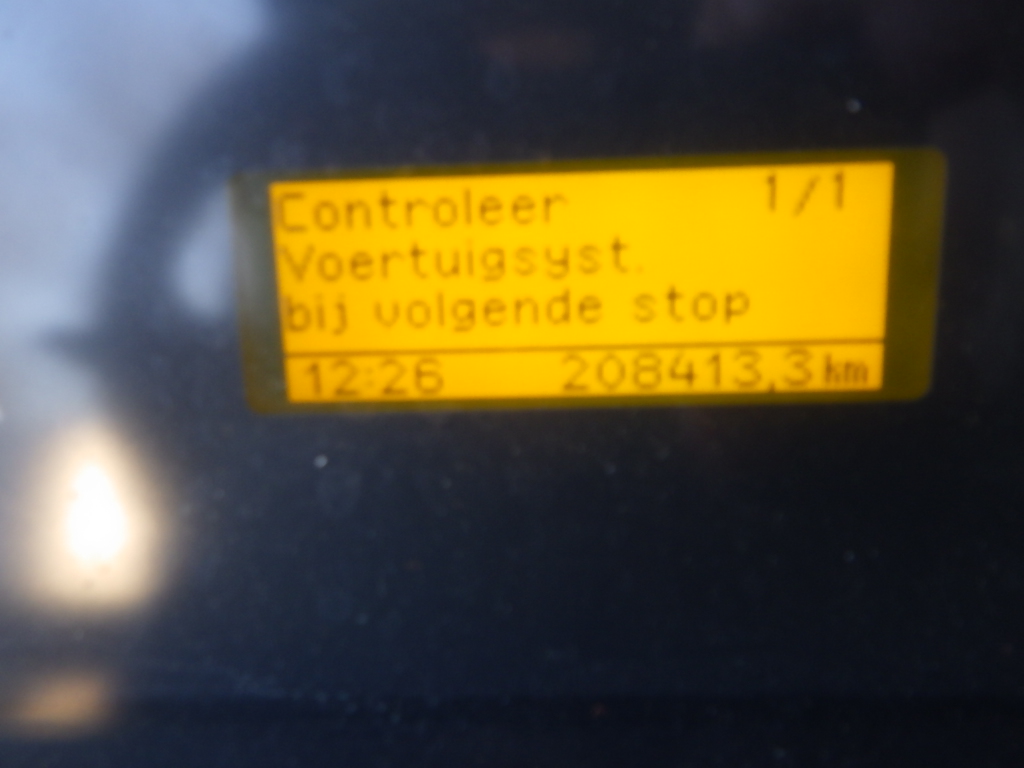 Controleer 1/1
Voertuigsyst.
bij volgende stop
12:26 208413,3 km